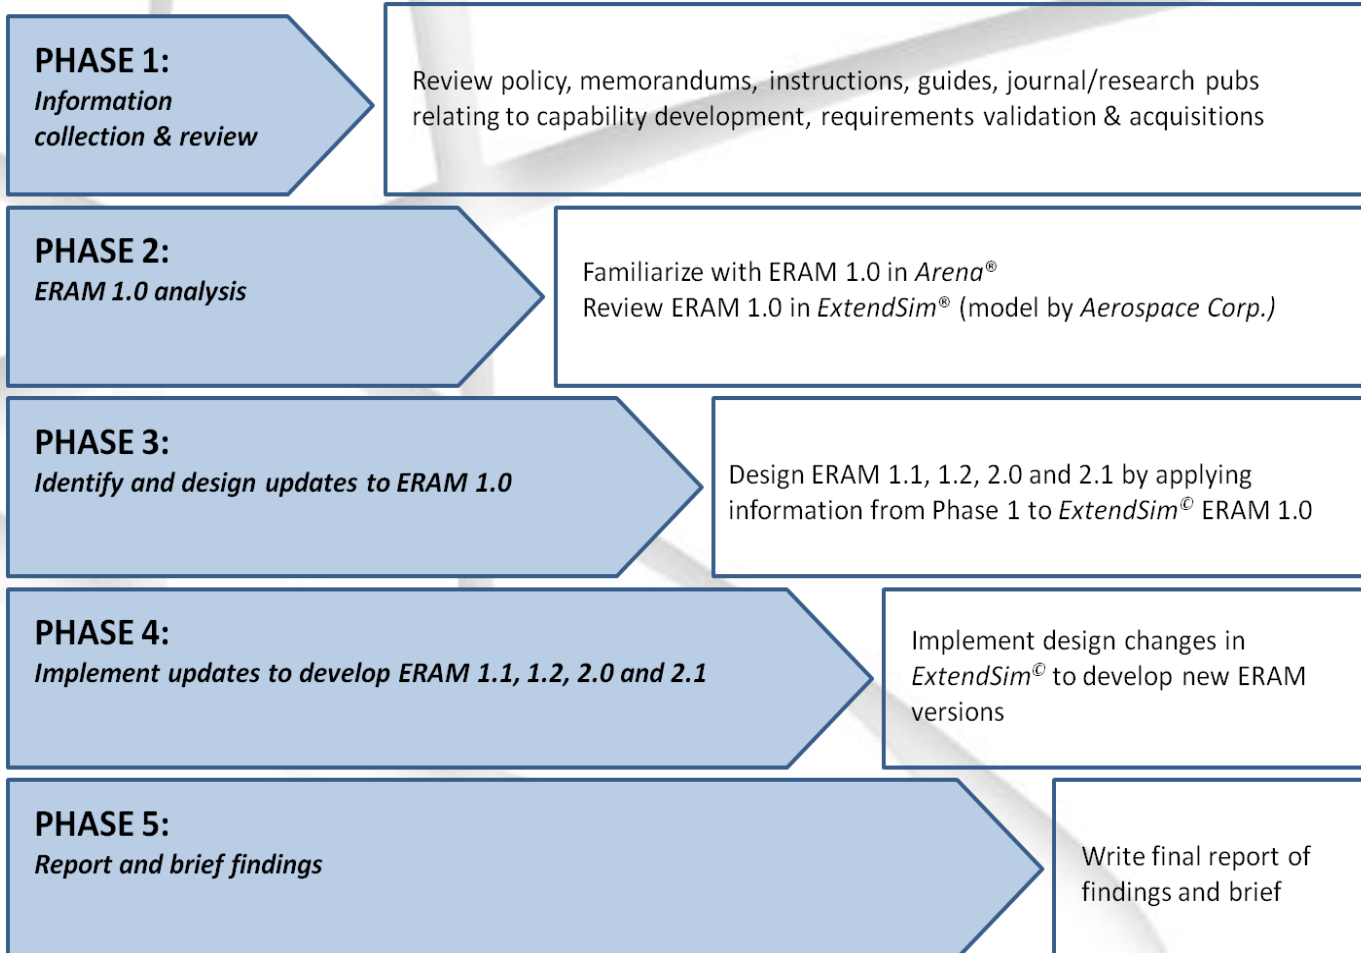 PHASE 1:
Information
collection & review
Review policy, memorandums, instructions, guides, journal/research pubs
relating to capability development, requirements validation & acquisitions
PHASE 2:
ERAM 1.0 analysis
Familiarize with ERAM 1.0 in Arena®
Review ERAM 1.0 in ExtendSim® (model by Aerospace Corp.)
PHASE 3:
Identify and design updates to ERAM 1.0
Design ERAM 1.1, 1.2, 2.0 and 2.1 by applying
information from Phase 1 to ExtendSim© ERAM 1.0
PHASE 4:
Implement updates to develop ERAM 1.1, 1.2, 2.0 and 2.1
Implement design changes in
ExtendSim© to develop new ERAM
versions
PHASE 5:
Report and brief findings
Write final report of
findings and brief